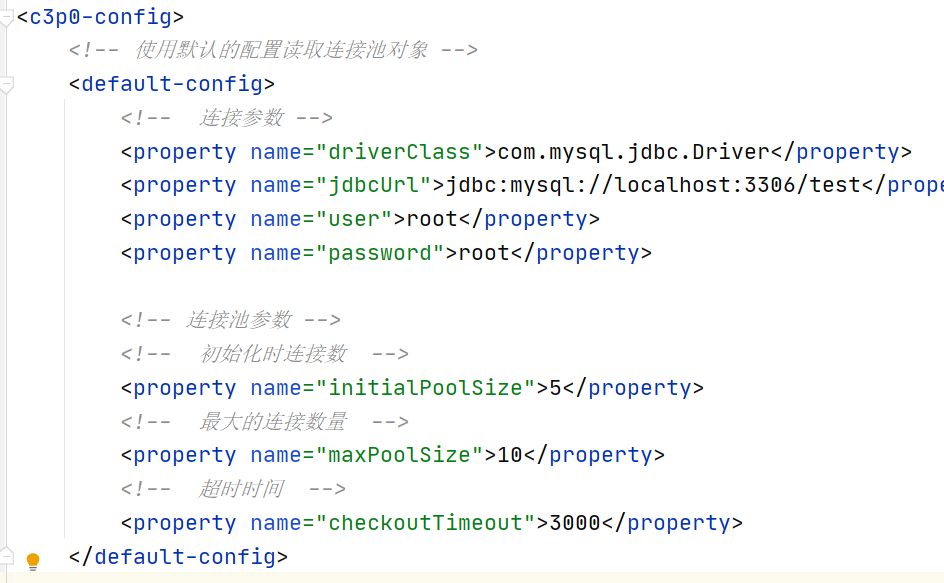 <c3p0-config>
<!-- 使用默认的配置读取连接池对象 -->
<default-config>
<!-- 连接参数 -->
<property name="driverClass">com.mysql.jdbc.Driver</property>
<property name="jdbcUrl">jdbc:mysql://localhost:3306/test</prope
<property name="user">root</property>
<property name="password">root</property>
<!-- 连接池参数 -->
<!-- 初始化时连接数 -->
<property name="initialPoolSize">5</property>
<!-- 最大的连接数量 -->
<property name="maxPoolSize">10</property>
<!-- 超时时间 -->
<property name="checkoutTimeout">3000</property>
</default-config>